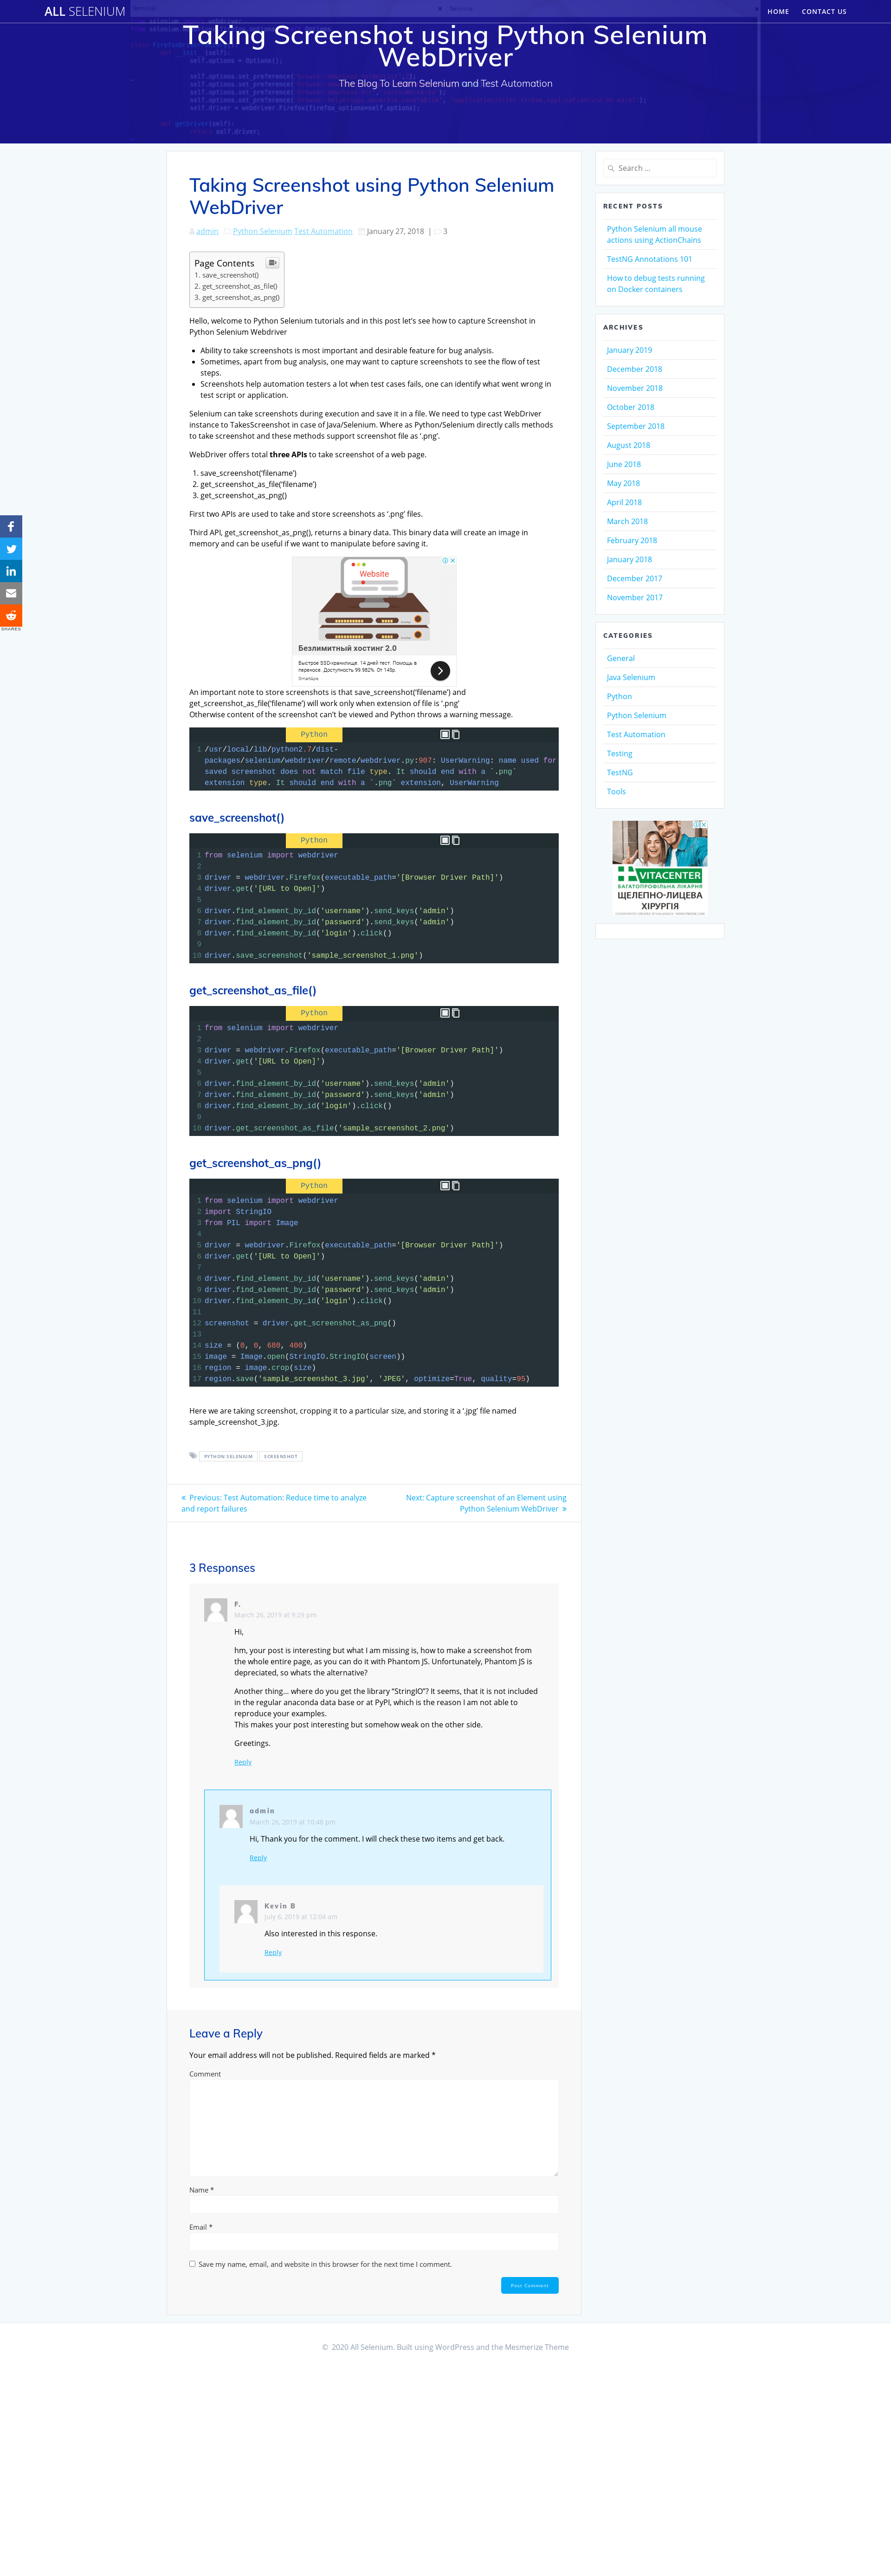 ALL SELENIUM
HOME
CONTACT US
Taking Screenshot using Python Selenium
WebDriver
The Blog To Learn Selenium and Test Automation
Taking Screenshot using Python Selenium
WebDriver
admin Python Selenium Test Automation January 27, 2018 | 3
Page Contents
1. save_screenshot()
2. get_screenshot_as_file()
3. get_screenshot_as_png()
Hello, welcome to Python Selenium tutorials and in this post let's see how to capture Screenshot in
Python Selenium Webdriver
Ability to take screenshots is most important and desirable feature for bug analysis.
Sometimes, apart from bug analysis, one may want to capture screenshots to see the flow of test
steps.
Screenshots help automation testers a lot when test cases fails, one can identify what went wrong in
test script or application.
Selenium can take screenshots during execution and save it in a file. We need to type cast WebDriver
instance to TakesScreenshot in case of Java/Selenium. Where as Python/Selenium directly calls methods
to take screenshot and these methods support screenshot file as '.png'.
WebDriver offers total three APIs to take screenshot of a web page.
1. save_screenshot('filename')
2. get_screenshot_as_file('filename')
3. get_screenshot_as_png()
First two APIs are used to take and store screenshots as '.png' files.
Third API, get_screenshot_as_png(), returns a binary data. This binary data will create an image in
memory and can be useful if we want to manipulate before saving it.
Website
Безлимитный хостинг 2.0
Быстрое SSD-хранилище. 14 дней тест. Помощь в
переносе. Доступность 99.982%. От 145р.
Smartape
An important note to store screenshots is that save_screenshot('filename') and
get_screenshot_as_file('filename') will work only when extension of file is '.png'
Otherwise content of the screenshot can't be viewed and Python throws a warning message.
Python
1 /usr/local/lib/python2.7/dist-
packages/selenium/webdriver/remote/webdriver.py:907: UserWarning: name used for
saved screenshot does not match file type. It should end with a `.png`
extension type. It should end with a `.png` extension, UserWarning
save_screenshot()
Python
1 from selenium import webdriver
2
3 driver = webdriver.Firefox(executable_path='[Browser Driver Path]')
4 driver.get('[URL to Open]')
5
6 driver.find_element_by_id('username').send_keys('admin')
7 driver.find_element_by_id('password').send_keys('admin')
8 driver.find_element_by_id('login').click()
9
10 driver.save_screenshot('sample_screenshot_1.png')
get_screenshot_as_file()
Python
1 from selenium import webdriver
2
3 driver = webdriver.Firefox(executable_path='[Browser Driver Path]')
4 driver.get('[URL to Open]')
5
6 driver.find_element_by_id('username').send_keys('admin')
7 driver.find_element_by_id('password').send_keys('admin')
8 driver.find_element_by_id('login').click()
9
10 driver.get_screenshot_as_file('sample_screenshot_2.png')
get_screenshot_as_png()
Python
1 from selenium import webdriver
2 import StringIO
3 from PIL import Image
4
5 driver = webdriver.Firefox(executable_path='[Browser Driver Path]')
6 driver.get('[URL to Open]')
7
8 driver.find_element_by_id('username').send_keys('admin')
9 driver.find_element_by_id('password').send_keys('admin')
10 driver.find_element_by_id('login').click()
11
12 screenshot = driver.get_screenshot_as_png()
13
14 size = (0, 0, 680, 400)
15 image = Image.open(StringIO.StringIO(screen))
16 region = image.crop(size)
17 region.save('sample_screenshot_3.jpg', 'JPEG', optimize=True, quality=95)
Here we are taking screenshot, cropping it to a particular size, and storing it a '.jpg' file named
sample_screenshot_3.jpg.
PYTHON SELENIUM
SCREENSHOT
« Previous: Test Automation: Reduce time to analyze
and report failures
Next: Capture screenshot of an Element using
Python Selenium WebDriver »
3 Responses
F.
March 26, 2019 at 9:29 pm
Hi,
hm, your post is interesting but what I am missing is, how to make a screenshot from
the whole entire page, as you can do it with Phantom JS. Unfortunately, Phantom JS is
depreciated, so whats the alternative?
Another thing... where do you get the library "StringIO"? It seems, that it is not included
in the regular anaconda data base or at PyPI, which is the reason I am not able to
reproduce your examples.
This makes your post interesting but somehow weak on the other side.
Greetings.
Reply
admin
March 26, 2019 at 10:48 pm
Hi, Thank you for the comment. I will check these two items and get back.
Reply
Kevin B
July 6, 2019 at 12:04 am
Also interested in this response.
Reply
Leave a Reply
Your email address will not be published. Required fields are marked *
Comment
Name *
Email *
Save my name, email, and website in this browser for the next time I comment.
Post Comment
Search ...
RECENT POSTS
Python Selenium all mouse
actions using ActionChains
TestNG Annotations 101
How to debug tests running
on Docker containers
ARCHIVES
January 2019
December 2018
November 2018
October 2018
September 2018
August 2018
June 2018
May 2018
April 2018
March 2018
February 2018
January 2018
December 2017
November 2017
CATEGORIES
General
Java Selenium
Python
Python Selenium
Test Automation
Testing
TestNG
Tools
VITACENTER
БАГАТОПРОФІЛЬНА ЛІКАРНЯ
ЩЕЛЕПНО-ЛИЦЕВА
ХІРУРГІЯ
SHARES
© 2020 All Selenium. Built using WordPress and the Mesmerize Theme